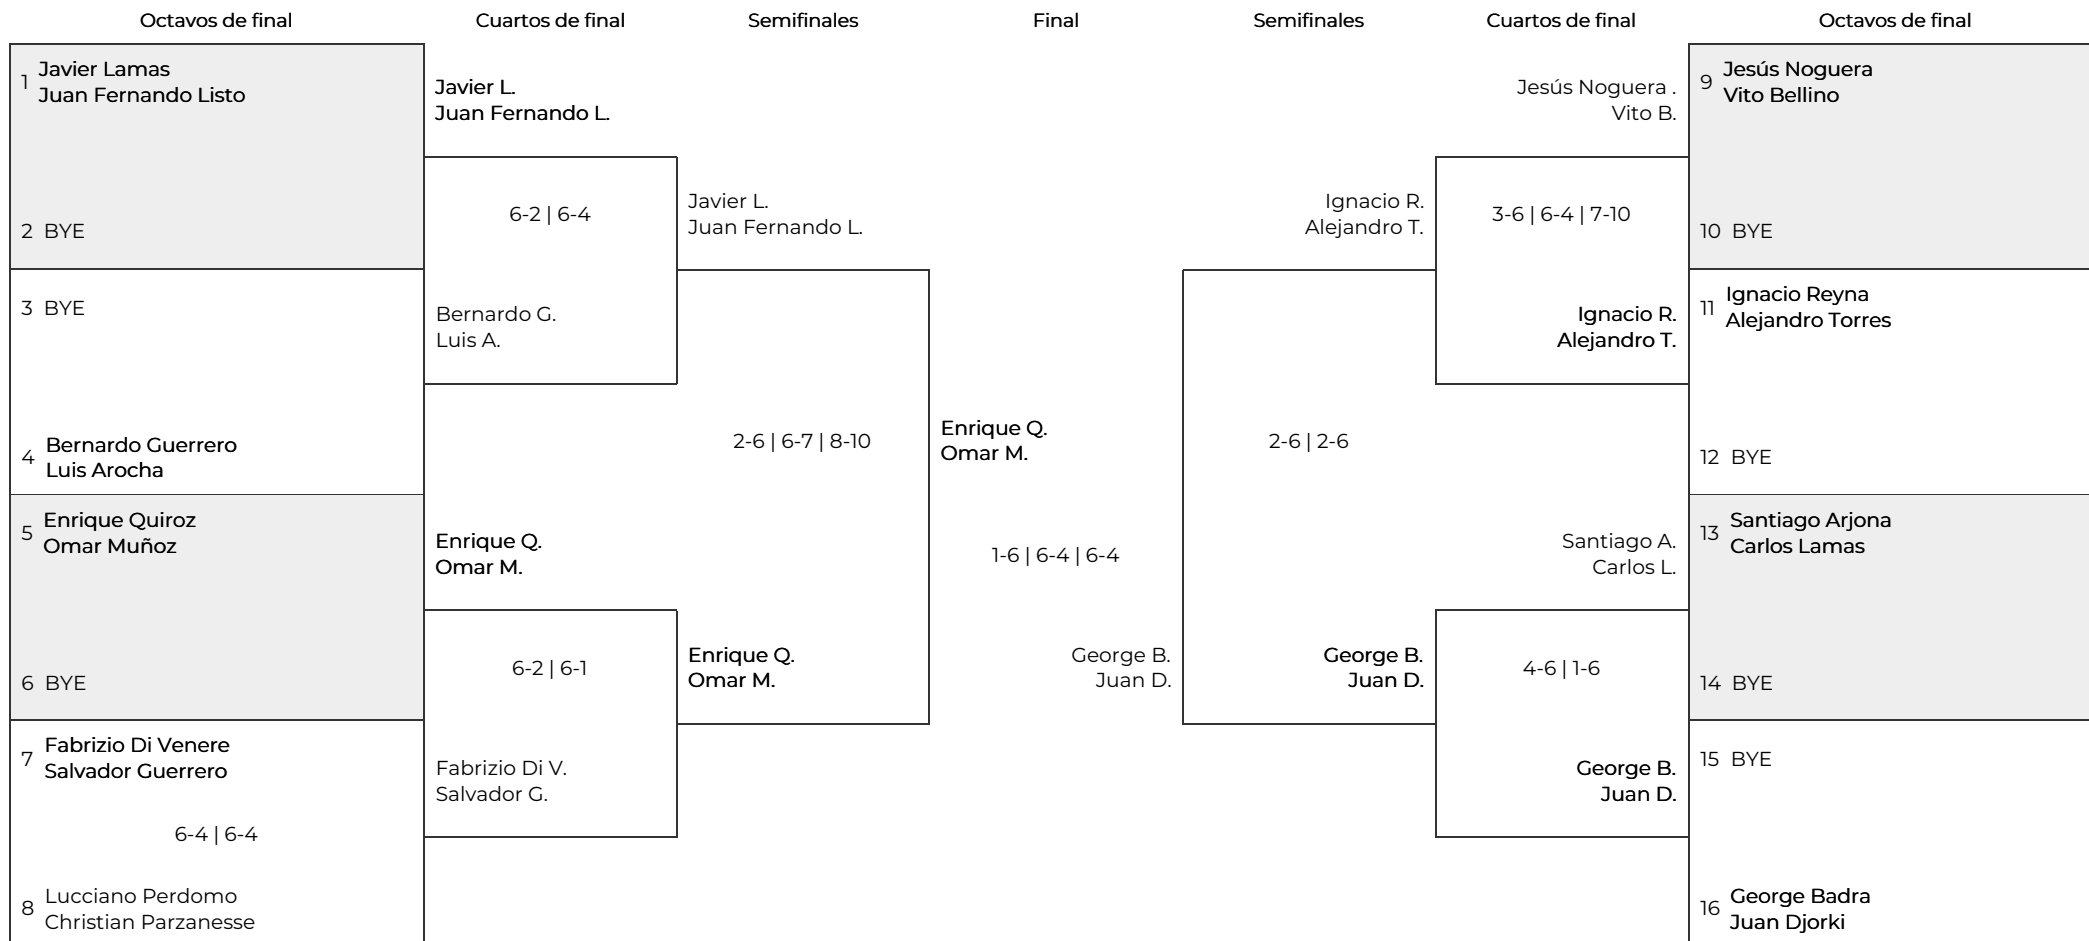 Octavos de final
Cuartos de final
Semifinales
Final
Semifinales
Cuartos de final
Octavos de final
1
Javier Lamas
Juan Fernando Listo
2 BYE
3 BYE
4
Bernardo Guerrero
Luis Arocha
5
Enrique Quiroz
Omar Muñoz
6 BYE
7
Fabrizio Di Venere
Salvador Guerrero
6-4 | 6-4
8
Lucciano Perdomo
Christian Parzanesse
Javier L.
Juan Fernando L.
6-2 | 6-4
Bernardo G.
Luis A.
Enrique Q.
Omar M.
6-2 | 6-1
Fabrizio Di V.
Salvador G.
Javier L.
Juan Fernando L.
2-6 | 6-7 | 8-10
Enrique Q.
Omar M.
Enrique Q.
Omar M.
1-6 | 6-4 | 6-4
George B.
Juan D.
Ignacio R.
Alejandro T.
2-6 | 2-6
George B.
Juan D.
Jesús Noguera .
Vito B.
3-6 | 6-4 | 7-10
Ignacio R.
Alejandro T.
Santiago A.
Carlos L.
4-6 | 1-6
George B.
Juan D.
9
Jesús Noguera
Vito Bellino
10 BYE
11
Ignacio Reyna
Alejandro Torres
12 BYE
13
Santiago Arjona
Carlos Lamas
14 BYE
15 BYE
16
George Badra
Juan Djorki